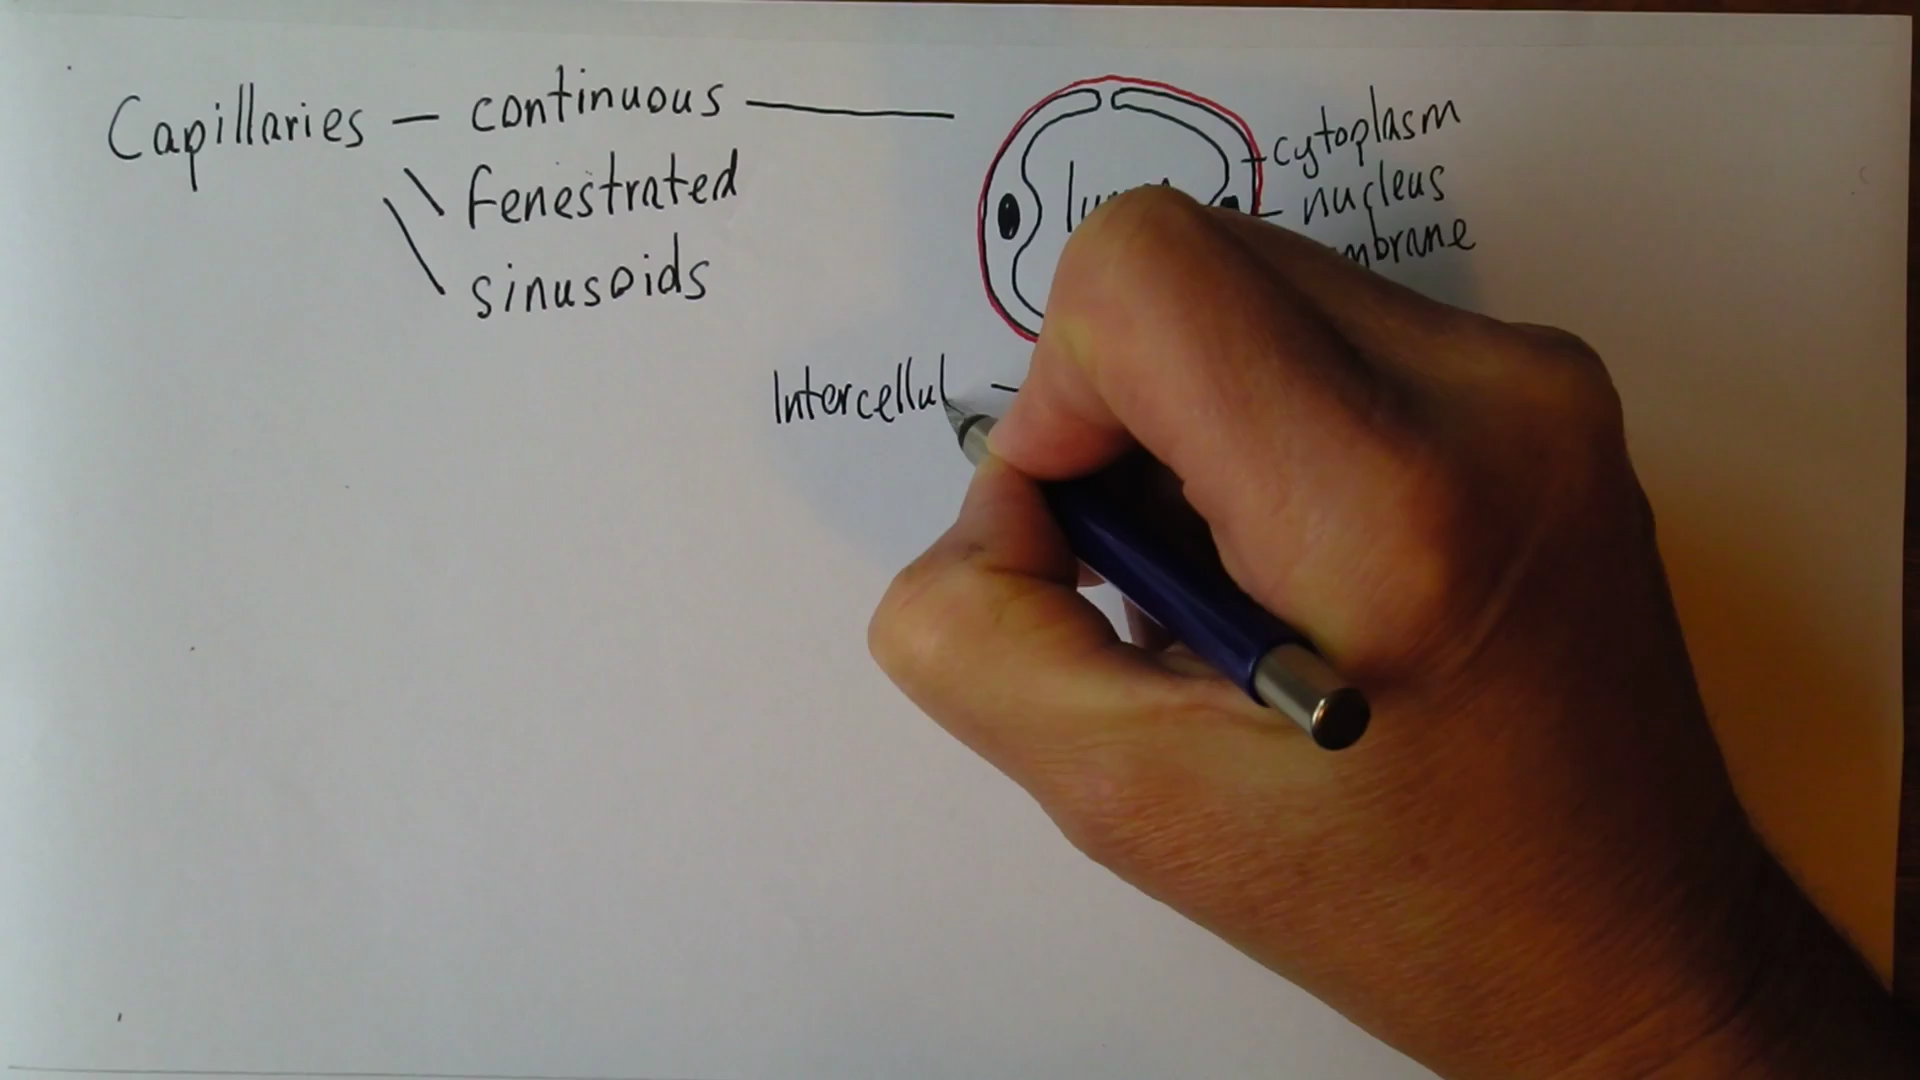 Capillaries — continuous
fenestrated
sinusoids
cytoplasm
nucleus
Intercellul